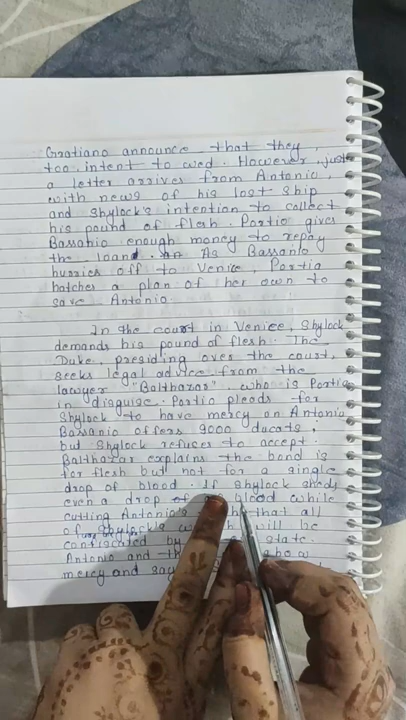 Gratiano announce that they,
too, intent to wed. However, just
a letter arrives from Antonio,
with news of his lost ship
and Shylock's intention to collect
his pound of flesh. Portio gives
Bassanio enough money to repay
the loand. As Bassanio
hurries off to Venice, Portia
hatches a plan of her own to
save Antonio.
In the court in Venice, Shylock
demands his pound of flesh. The
Duke, presiding over the court,
seeks legal advice from the
lawyer "Balthazar", who is Portia
in disguise. Portio pleads for
Shylock to have mercy on Antonio
Bassanio offers 9000 ducats,
but Shylock refuses to accept.
Balthazar explains the bond is
for flesh but not for a single
drop of blood. If Shylock sheds
even a drop of blood while
cutting Antonio's that all
of Shylock's will be
confiscated by state.
Antonio and show
mercy and